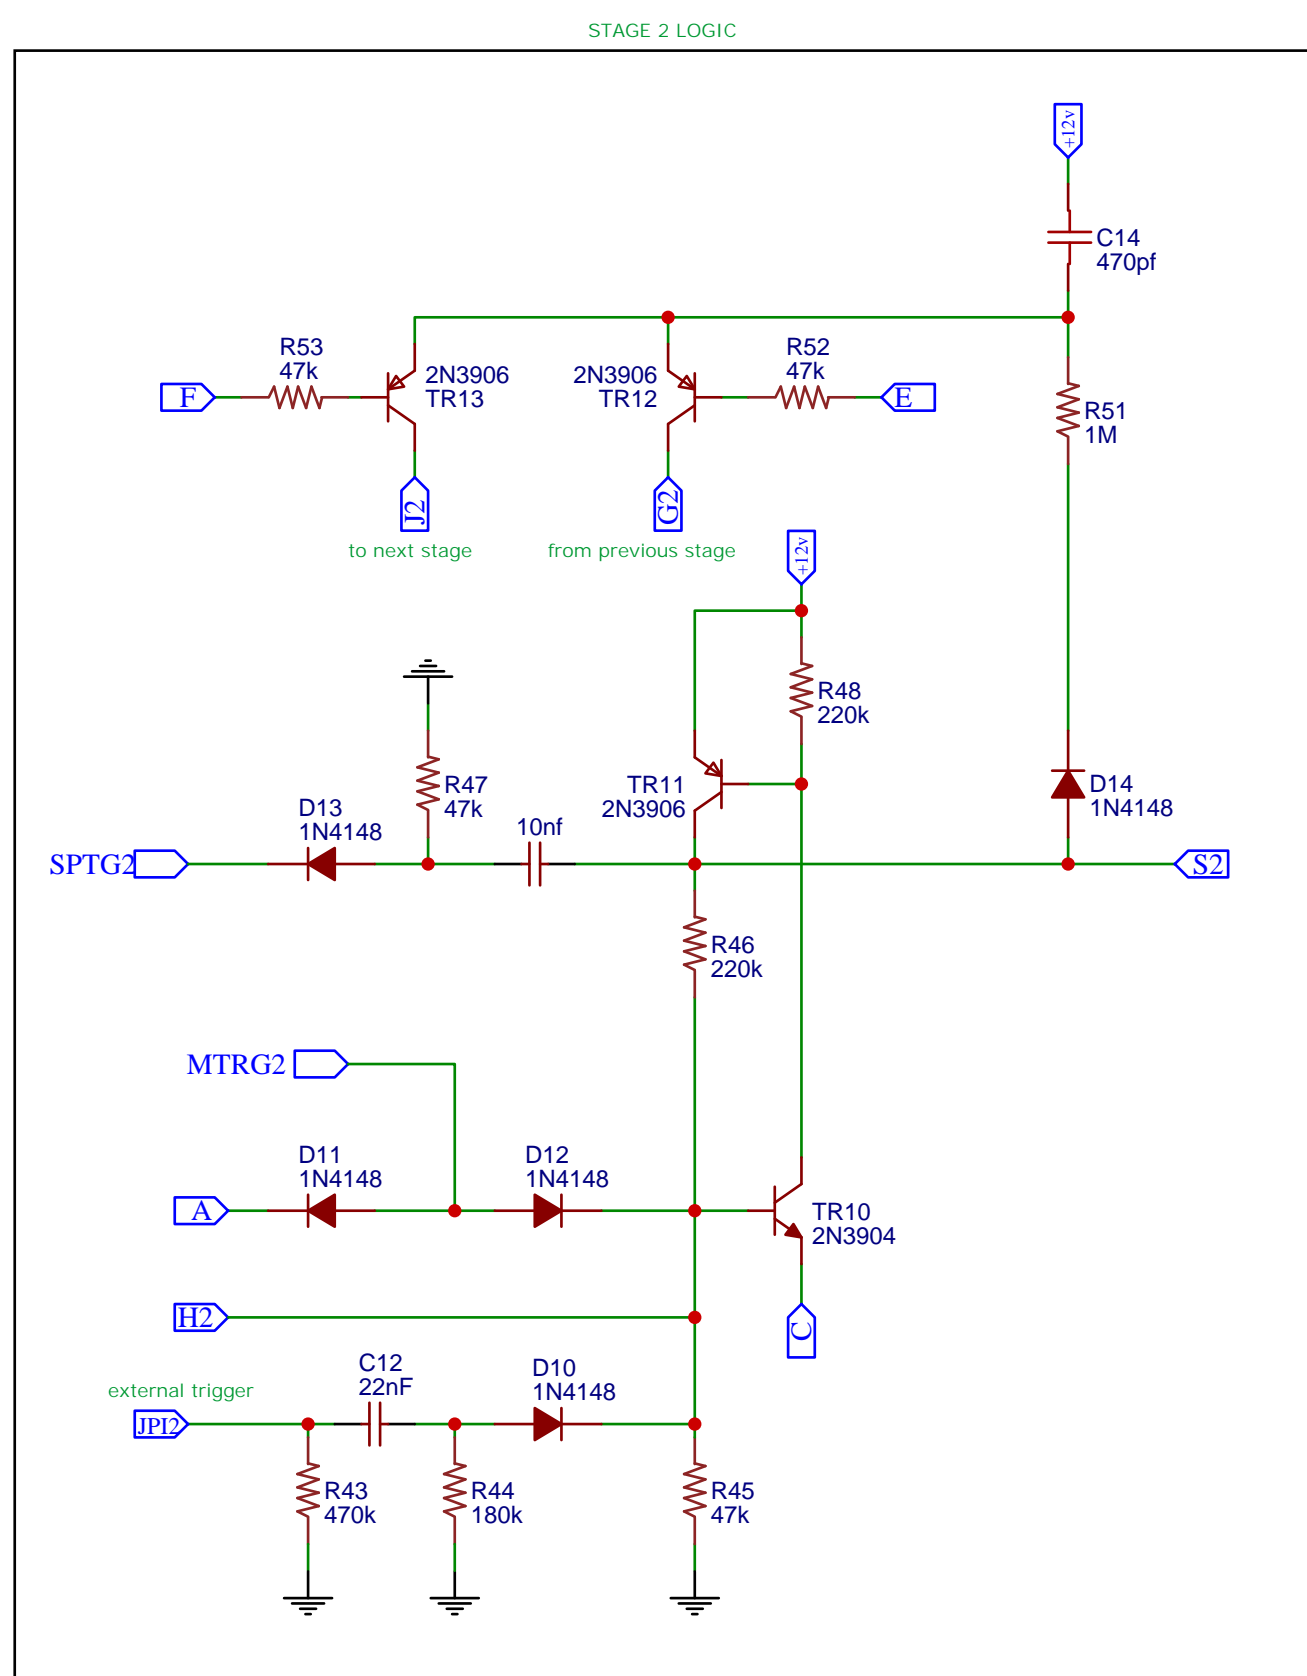 STAGE 2 LOGIC
+12v
C14
470pf
R53
47k
F
2N3906
TR13
2N3906
TR12
R52
47k
E
R51
1M
J2
G2
to next stage
from previous stage
+12v
R48
220k
R47
47k
TR11
2N3906
D14
1N4148
D13
1N4148
10nf
SPTG2
S2
R46
220k
MTRG2
D11
1N4148
D12
1N4148
A
TR10
2N3904
H2
C
C12
22nF
D10
1N4148
external trigger
JPI2
R43
470k
R44
180k
R45
47k